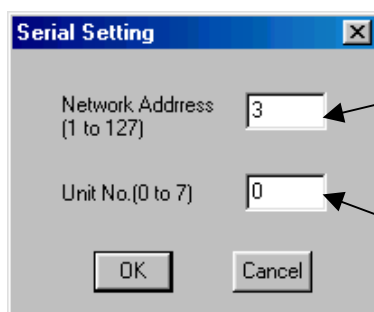 Serial Setting
Network Addrress 3
(1 to 127)
Unit No.(0 to 7) 0
OK Cancel